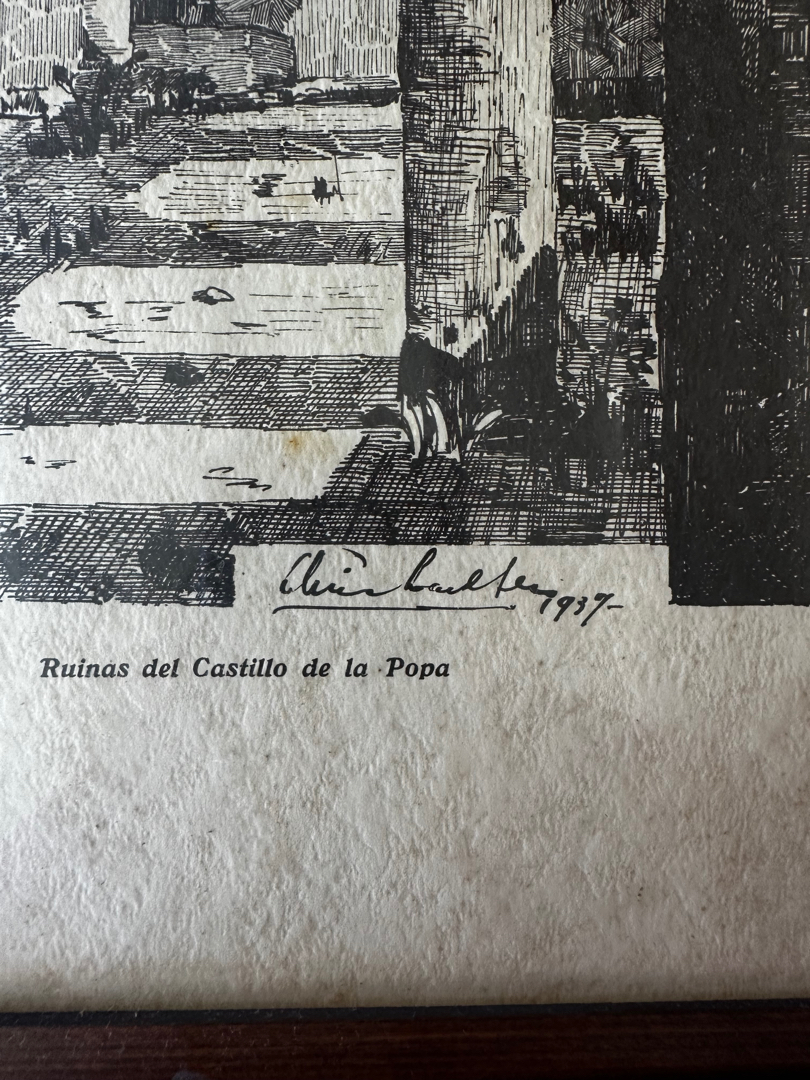 1937-
Ruinas del Castillo de la Popa